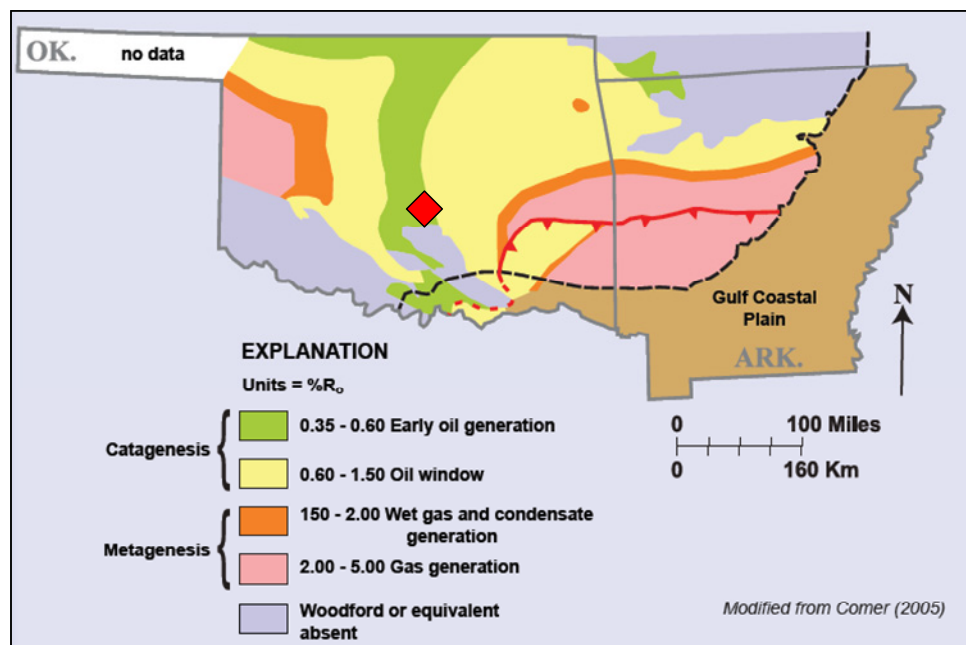 OK. no data
Gulf Coastal
Plain
ARK.
N
EXPLANATION
Units = %Ro
Catagenesis
0.35 - 0.60 Early oil generation
0.60 - 1.50 Oil window
Metagenesis
150 - 2.00 Wet gas and condensate
generation
2.00 - 5.00 Gas generation
Woodford or equivalent
absent
0 100 Miles
0 160 Km
Modified from Comer (2005)